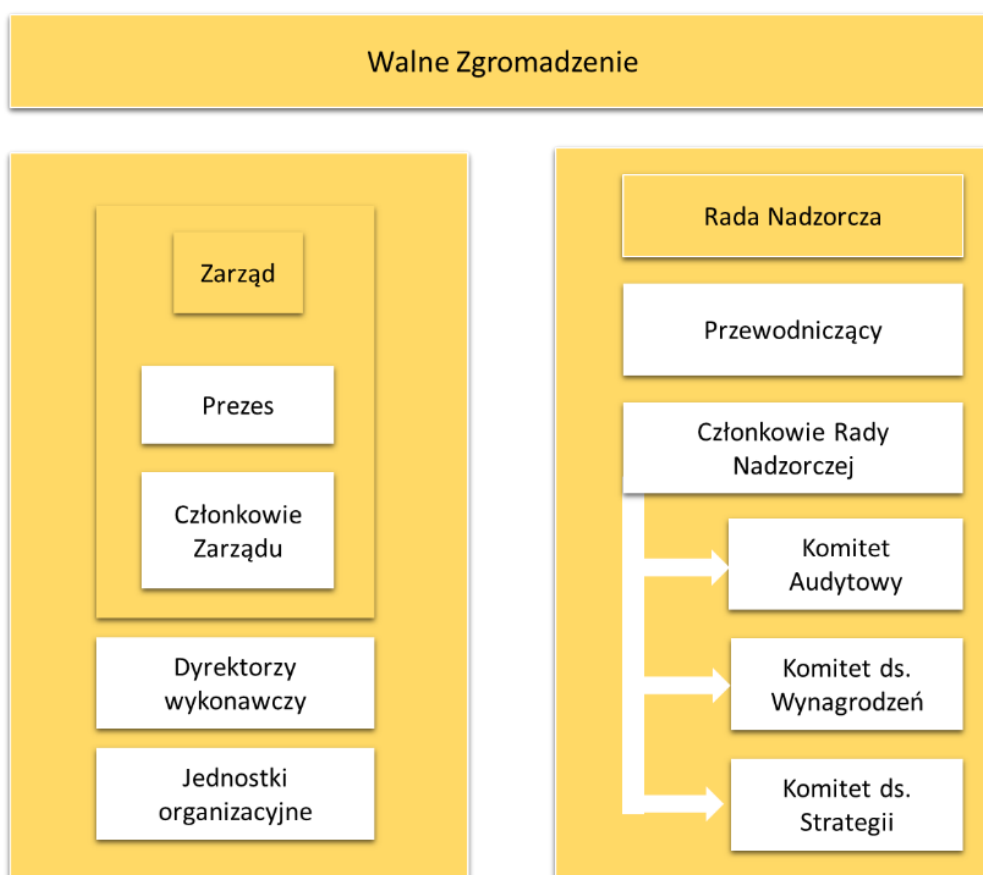 Walne Zgromadzenie
Zarząd
Prezes
Członkowie
Zarządu
Dyrektorzy
wykonawczy
Jednostki
organizacyjne
Rada Nadzorcza
Przewodniczący
Członkowie Rady
Nadzorczej
Komitet
Audytowy
Komitet ds.
Wynagrodzeń
Komitet ds.
Strategii